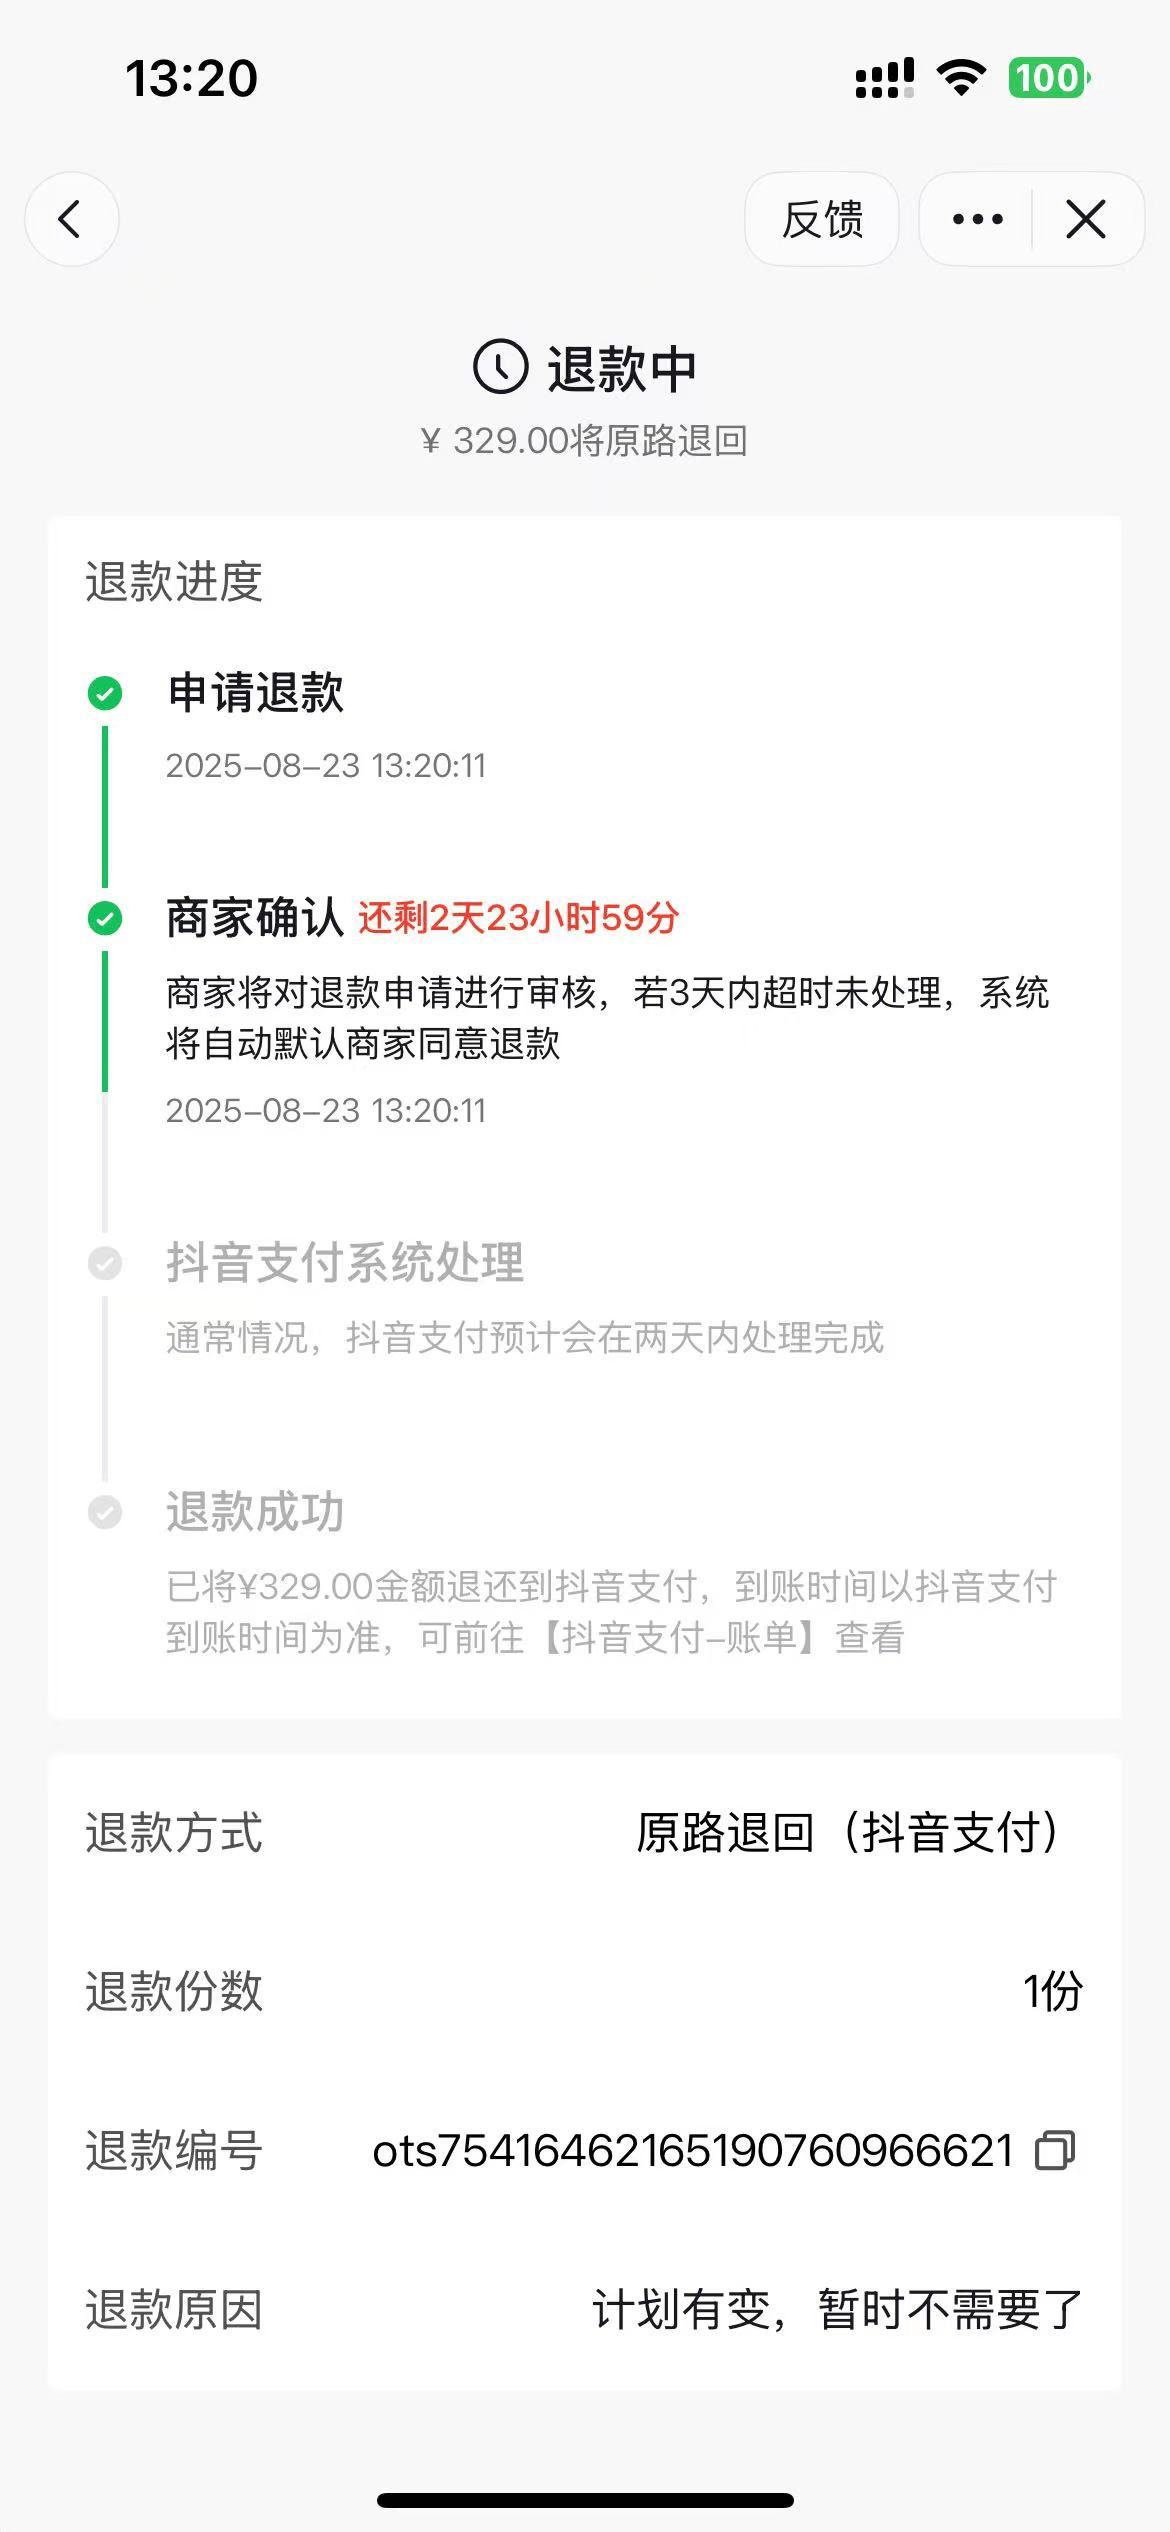 13:20
100
反馈
退款中
¥ 329.00将原路退回
退款进度
申请退款
2025-08-23 13:20:11
商家确认 还剩2天23小时59分
商家将对退款申请进行审核，若3天内超时未处理，系统
将自动默认商家同意退款
2025-08-23 13:20:11
抖音支付系统处理
通常情况，抖音支付预计会在两天内处理完成
退款成功
已将¥329.00金额退还到抖音支付，到账时间以抖音支付
到账时间为准，可前往【抖音支付-账单】查看
退款方式 原路退回（抖音支付）
退款份数 1份
退款编号 ots75416462165190760966621
退款原因 计划有变，暂时不需要了